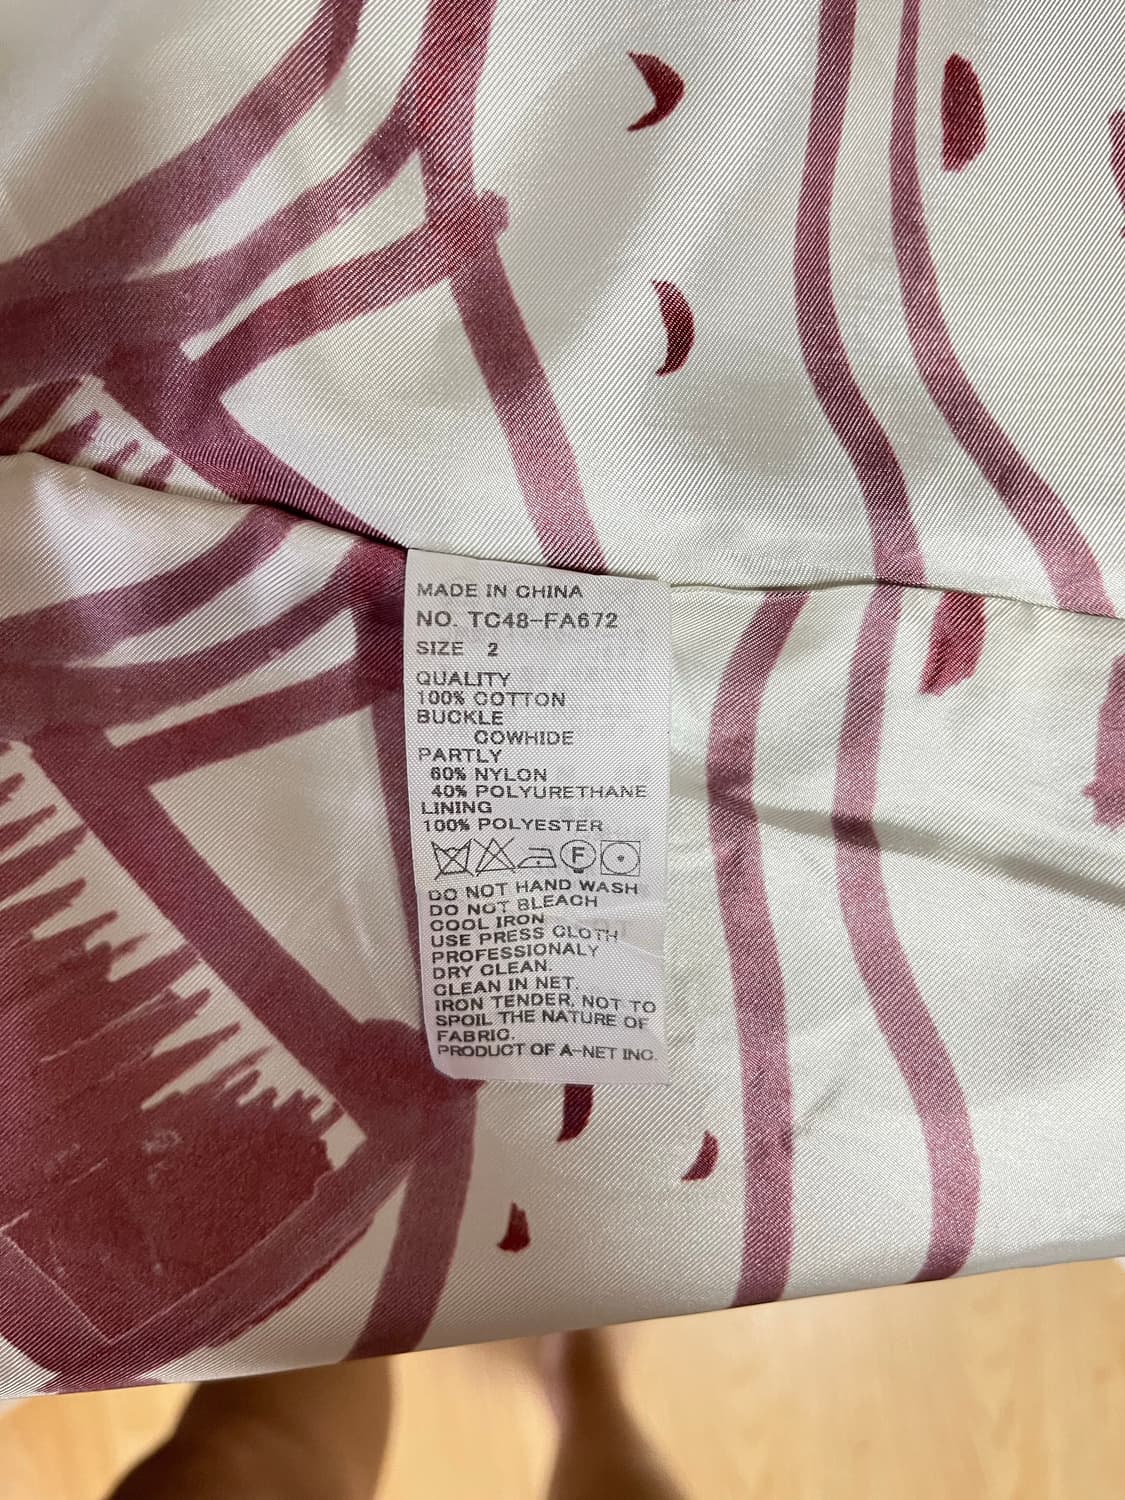 MADE IN CHINA
NO. TC48-FA672
SIZE 2
QUALITY
100% COTTON
BUCKLE
COWHIDE
PARTLY
60% NYLON
40% POLYURETHANE
LINING
100% POLYESTER
F
DO NOT HAND WASH
DO NOT BLEACH
COOL IRON
USE PRESS CLOTH
PROFESSIONALY
DRY CLEAN.
CLEAN IN NET.
IRON TENDER, NOT TO
SPOIL THE NATURE OF
FABRIC.
PRODUCT OF A-NET INC.